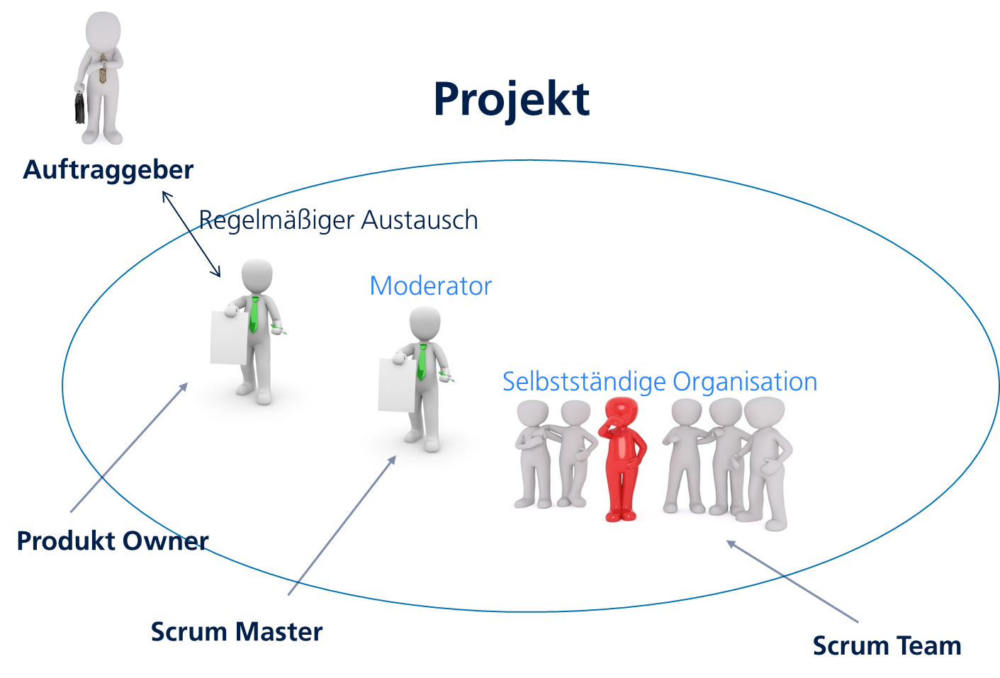 Projekt
Auftraggeber
Regelmäßiger Austausch
Moderator
Selbstständige Organisation
Produkt Owner
Scrum Master
Scrum Team